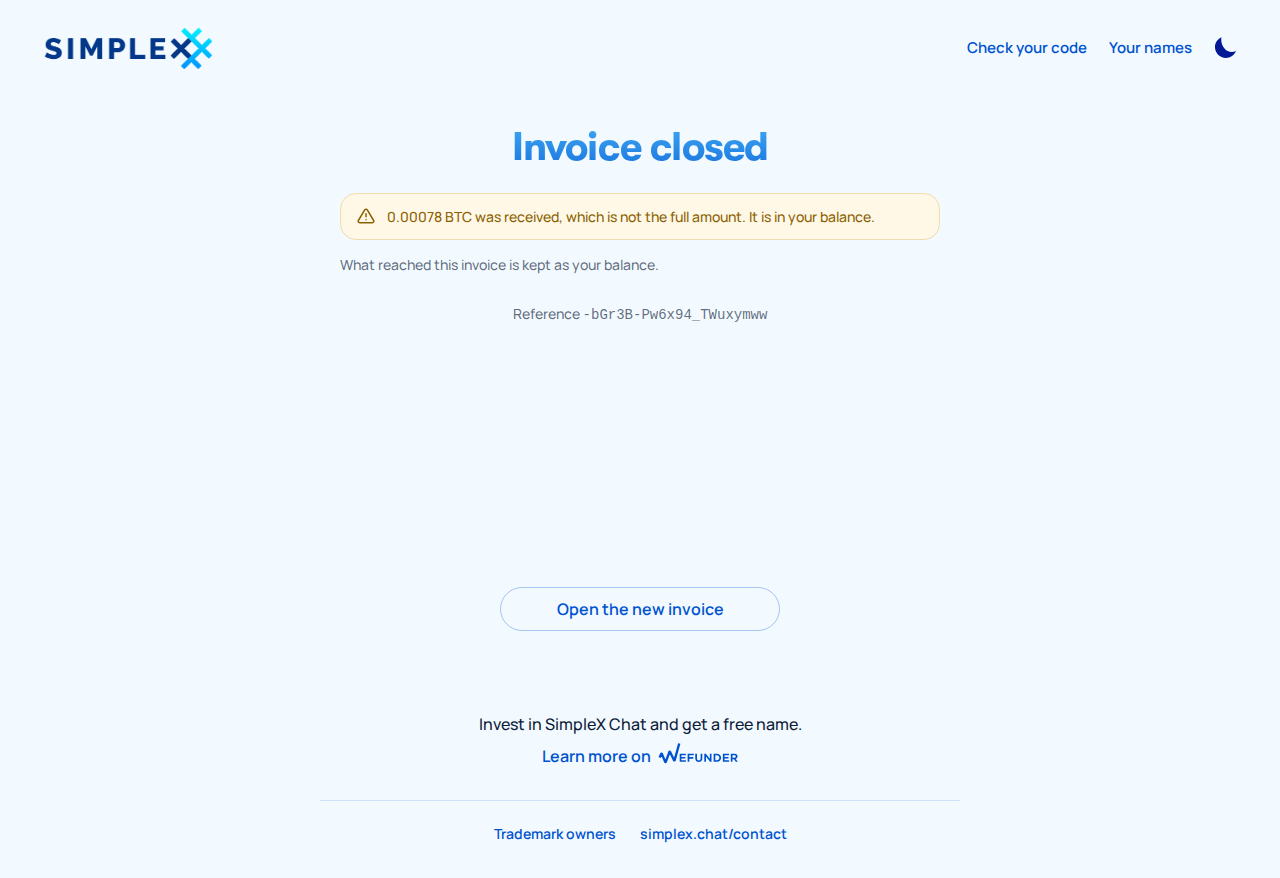 SIMPLEX
Check your code
Your names
Invoice closed
0.00078 BTC was received, which is not the full amount. It is in your balance.
What reached this invoice is kept as your balance.
Reference -bGr3B-Pw6x94_TWuxymww
Open the new invoice
Invest in SimpleX Chat and get a free name.
Learn more on WEFUNDER
Trademark owners
simplex.chat/contact